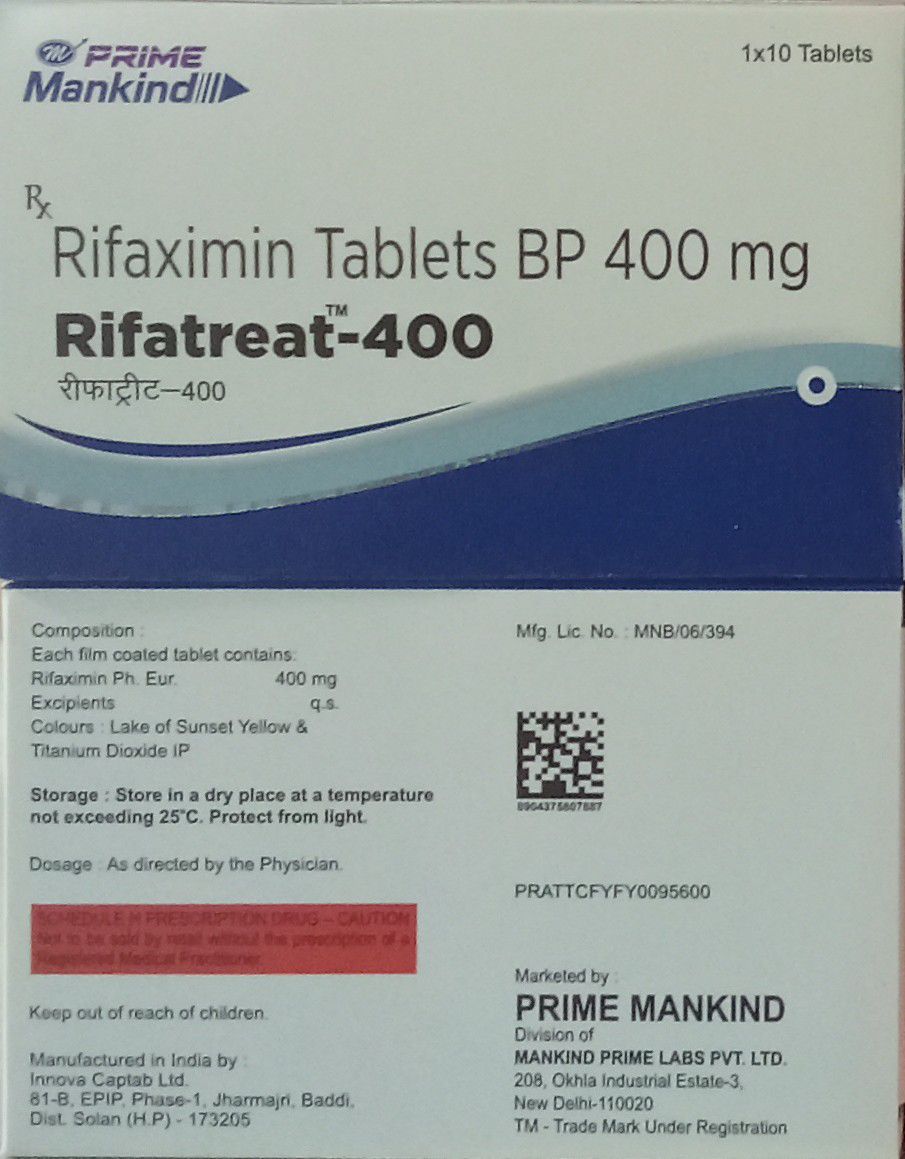 PRIME
Mankind
1x10 Tablets
Rx
Rifaximin Tablets BP 400 mg
Rifatreat™-400
रीफाट्रीट–400
Composition :
Each film coated tablet contains:
Rifaximin Ph. Eur. 400 mg
Excipients q.s.
Colours : Lake of Sunset Yellow &
Titanium Dioxide IP
Storage : Store in a dry place at a temperature
not exceeding 25°C. Protect from light.
Dosage : As directed by the Physician.
SCHEDULE H PRESCRIPTION DRUG – CAUTION
Not to be sold by retail without the prescription of a
Registered Medical Practitioner.
Keep out of reach of children.
Manufactured in India by :
Innova Captab Ltd.
81-B, EPIP, Phase-1, Jharmajri, Baddi,
Dist. Solan (H.P) - 173205
Mfg. Lic. No. : MNB/06/394
8904375607887
PRATTCFYFY0095600
Marketed by :
PRIME MANKIND
Division of
MANKIND PRIME LABS PVT. LTD.
208, Okhla Industrial Estate-3,
New Delhi-110020
TM - Trade Mark Under Registration